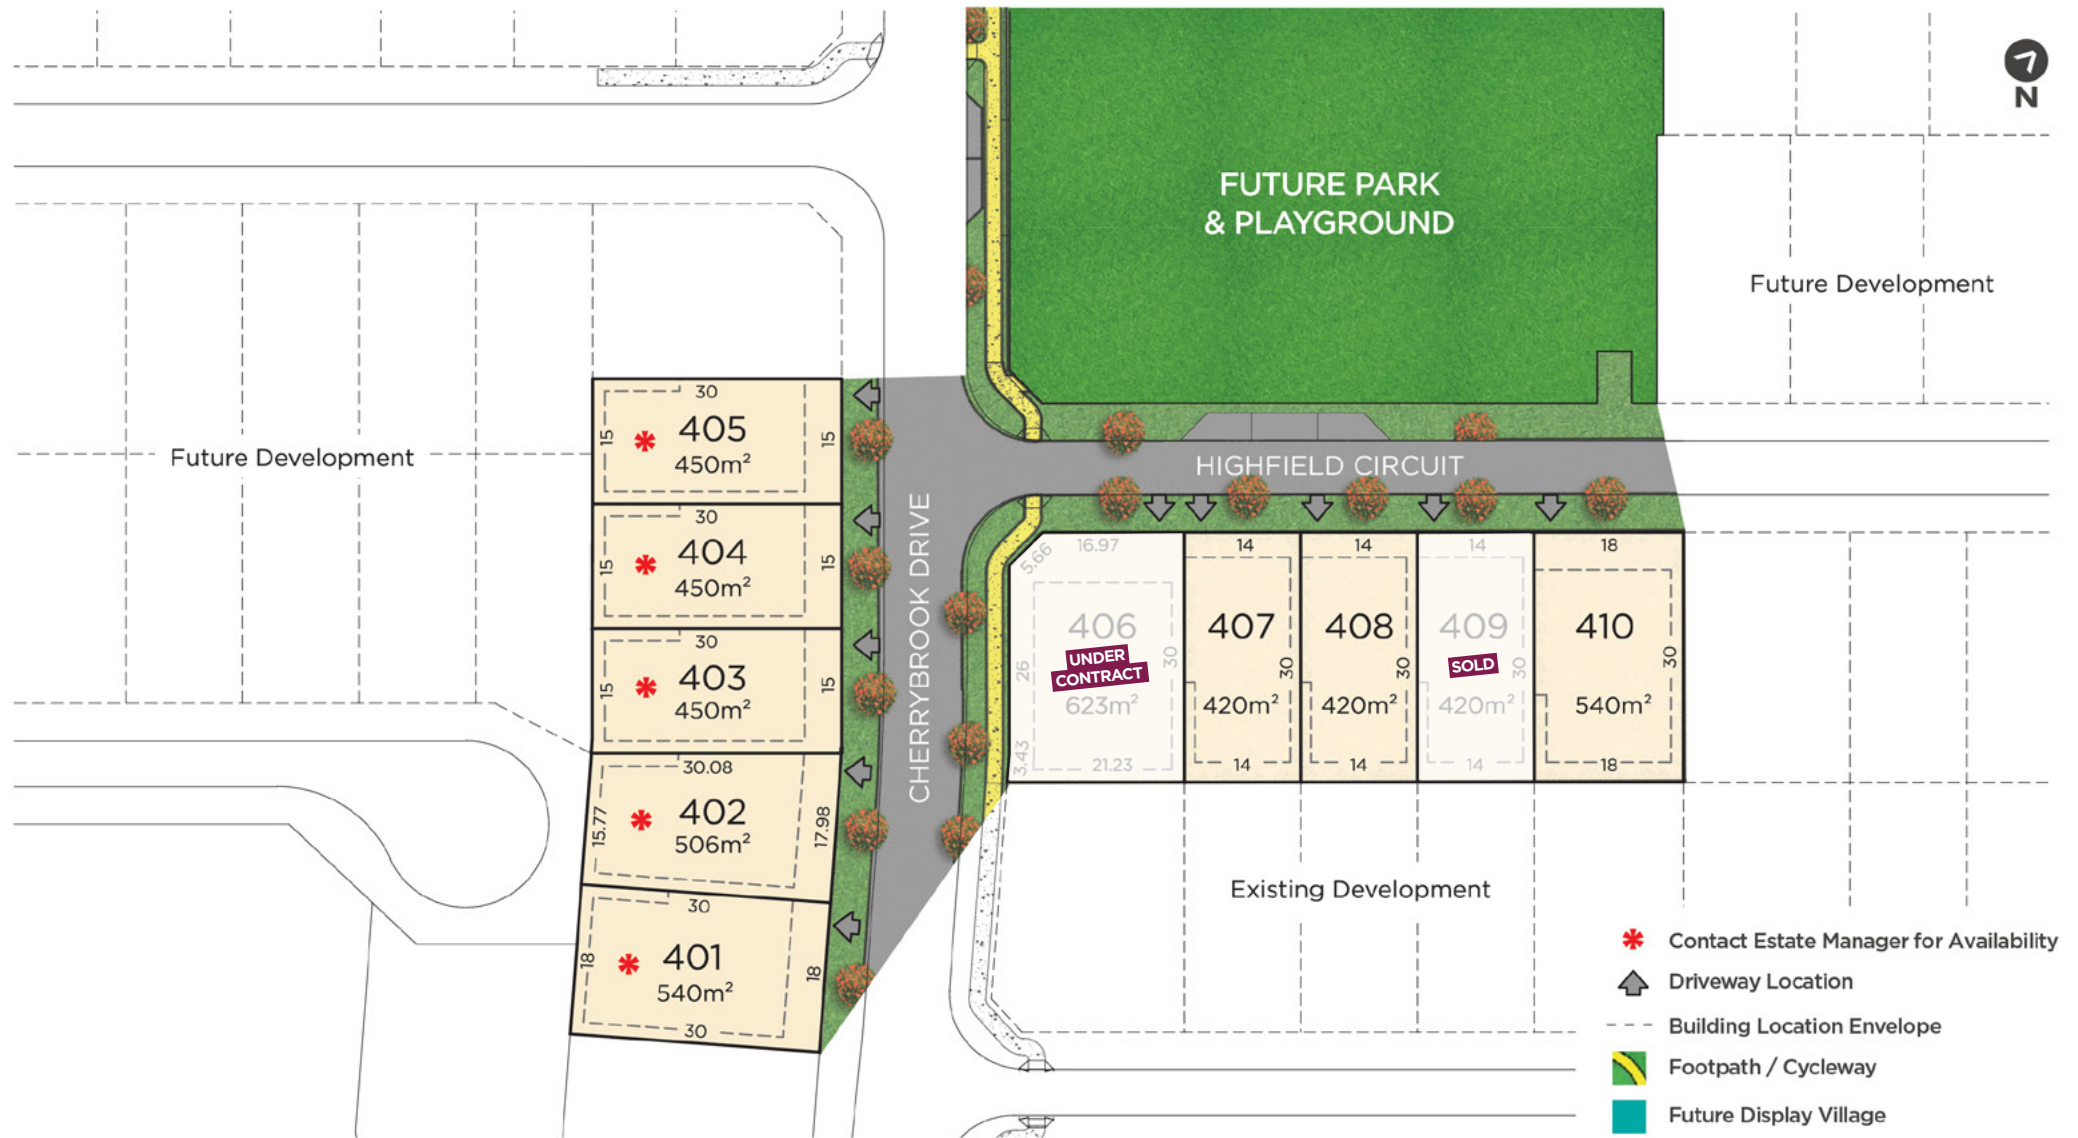 N
FUTURE PARK
& PLAYGROUND
Future Development
Future Development
30
15
405
15
450m²
HIGHFIELD CIRCUIT
30
15
404
15
450m²
30
15
403
15
450m²
30.08
15.77
402
17.98
506m²
30
18
401
18
540m²
30
CHERRYBROOK DRIVE
5.66
16.97
406
UNDER
CONTRACT
26
30
623m²
3.43
21.23
14
407
30
420m²
14
14
408
30
420m²
14
14
409
SOLD
30
420m²
14
18
410
30
540m²
18
Existing Development
Contact Estate Manager for Availability
Driveway Location
Building Location Envelope
Footpath / Cycleway
Future Display Village